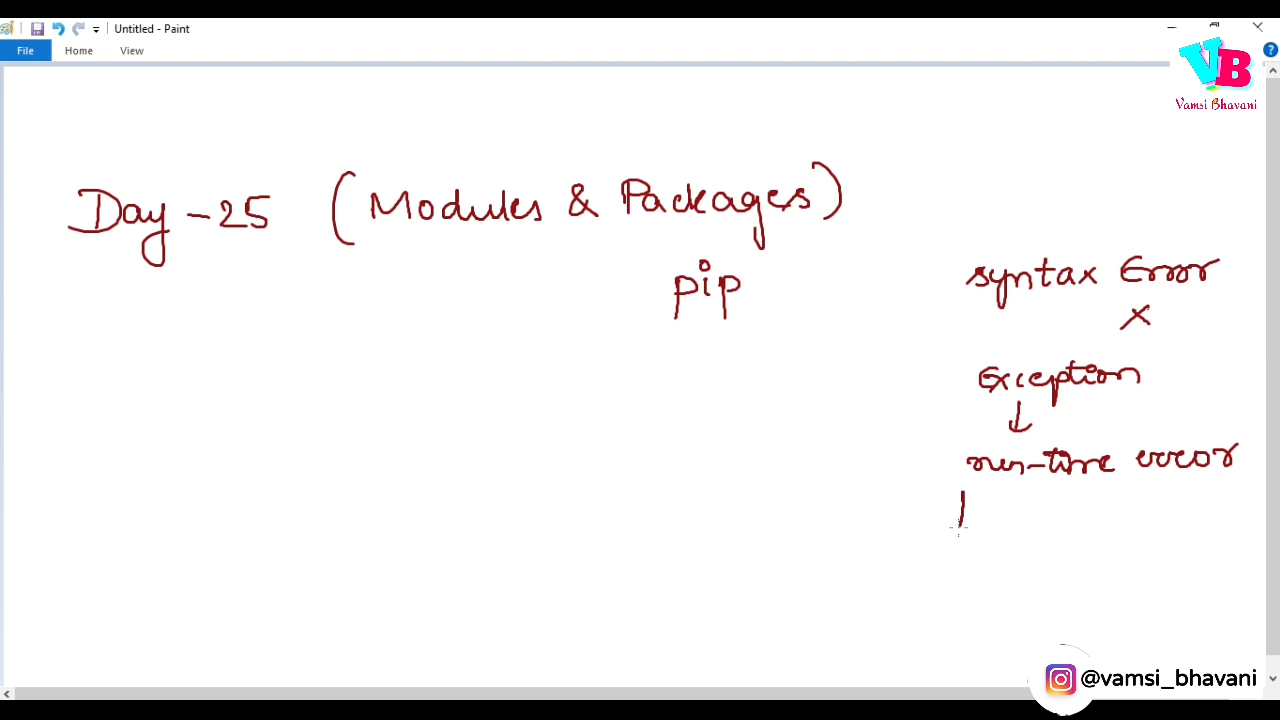 Untitled - Paint
File Home View
VB
Vamsi Bhavani
Day - 25 (Modules & Packages)
pip
syntax Error
x
Exception
↓
run-time error
@vamsi_bhavani